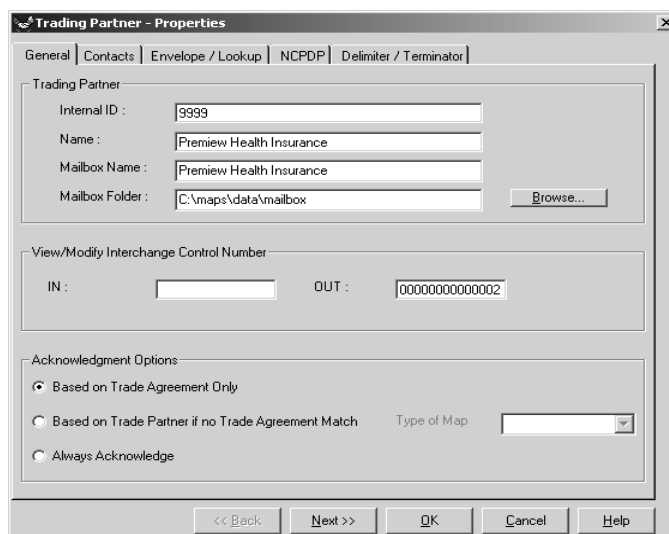 Trading Partner - Properties
General Contacts Envelope / Lookup NCPDP Delimiter / Terminator
Trading Partner
Internal ID : 9999
Name : Premiew Health Insurance
Mailbox Name : Premiew Health Insurance
Mailbox Folder : C:\maps\data\mailbox Browse...
View/Modify Interchange Control Number
IN : OUT : 00000000000002
Acknowledgment Options
Based on Trade Agreement Only
Based on Trade Partner if no Trade Agreement Match Type of Map
Always Acknowledge
<< Back Next >> OK Cancel Help